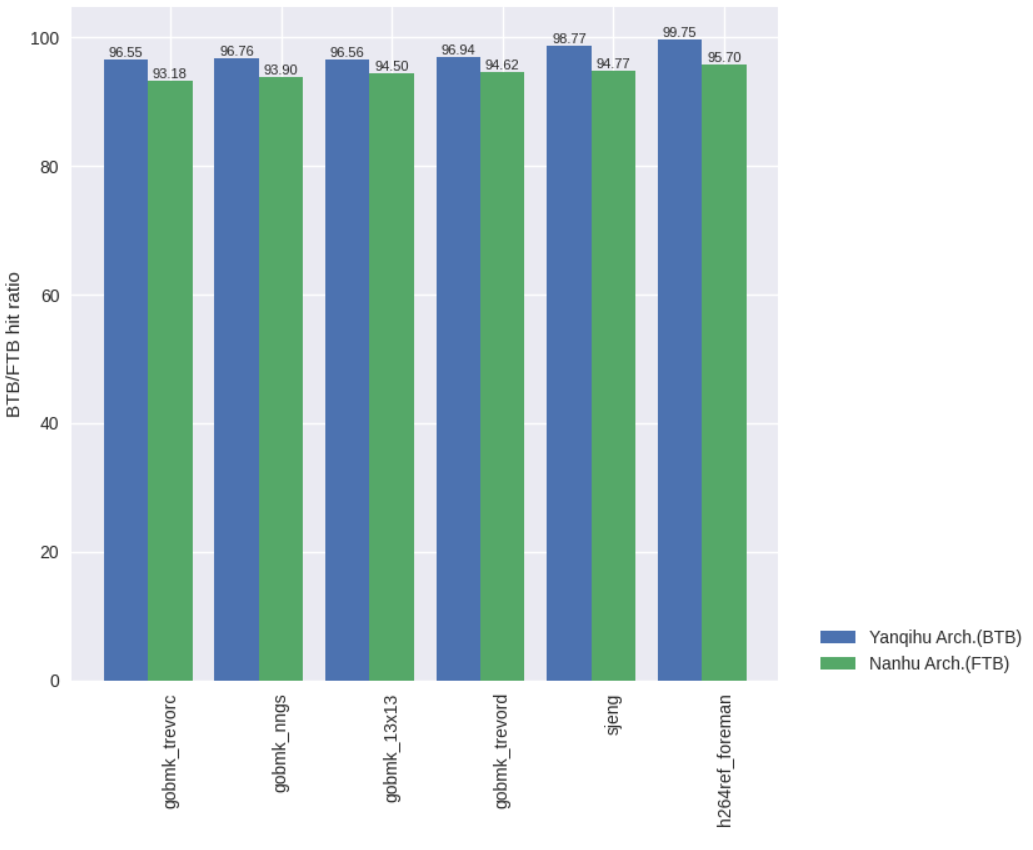 BTB/FTB hit ratio
100
80
60
40
20
0
96.55
93.18
96.76
93.90
96.56
94.50
96.94
94.62
98.77
94.77
99.75
95.70
gobmk_trevorc
gobmk_nngs
gobmk_13x13
gobmk_trevord
sjeng
h264ref_foreman
Yanqihu Arch.(BTB)
Nanhu Arch.(FTB)